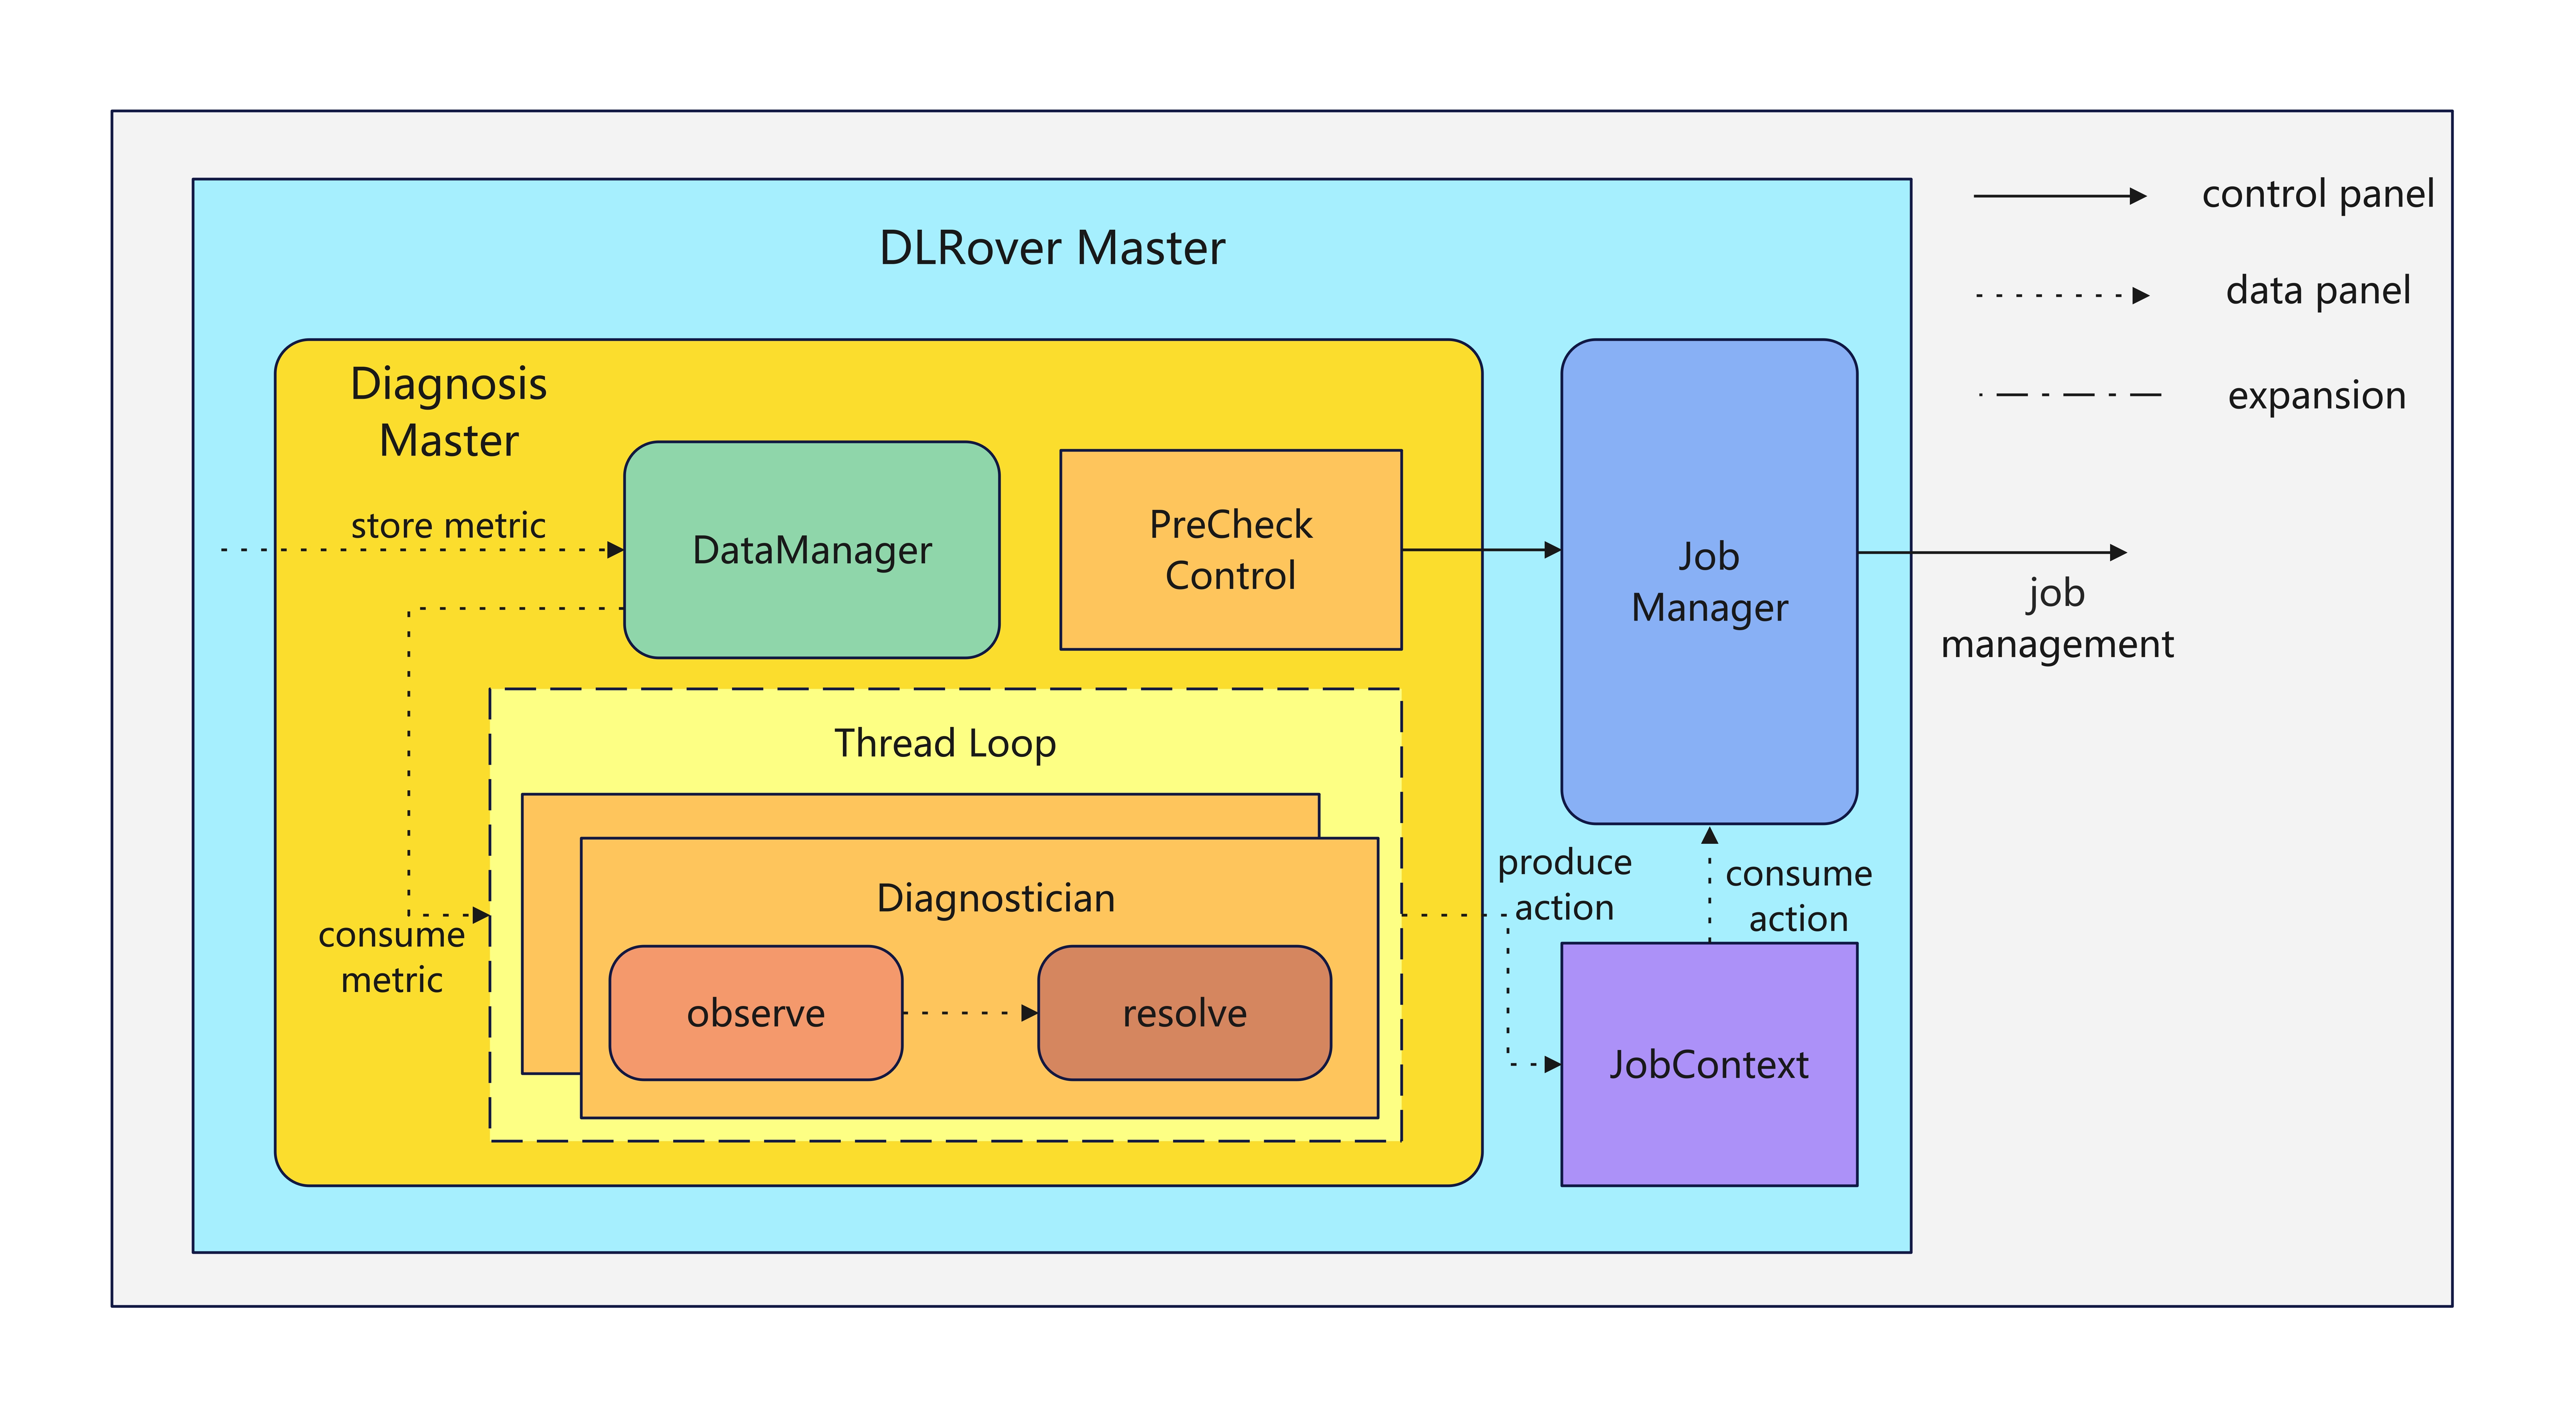 DLRover Master
control panel
data panel
expansion
Diagnosis
Master
store metric
DataManager
PreCheck
Control
Job
Manager
job
management
Thread Loop
Diagnostician
observe
resolve
consume
metric
produce
action
consume
action
JobContext